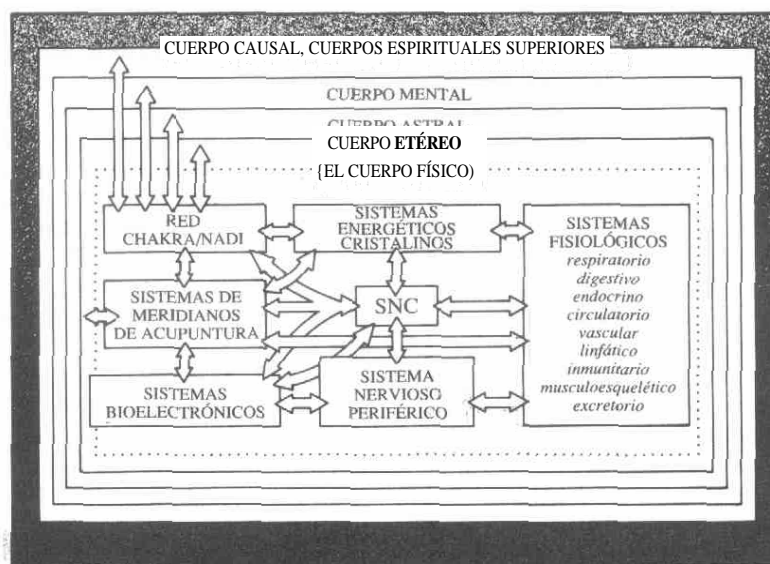 CUERPO CAUSAL, CUERPOS ESPIRITUALES SUPERIORES
CUERPO MENTAL
CUERPO ASTRAL
CUERPO ETÉREO
{EL CUERPO FÍSICO)
RED
CHAKRA/NADI
SISTEMAS
ENERGÉTICOS
CRISTALINOS
SISTEMAS
FISIOLÓGICOS
respiratorio
digestivo
endocrino
circulatorio
vascular
linfático
inmunitario
musculoesquelético
excretorio
SISTEMAS DE
MERIDIANOS
DE ACUPUNTURA
SNC
SISTEMAS
BIOELECTRÓNICOS
SISTEMA
NERVIOSO
PERIFÉRICO